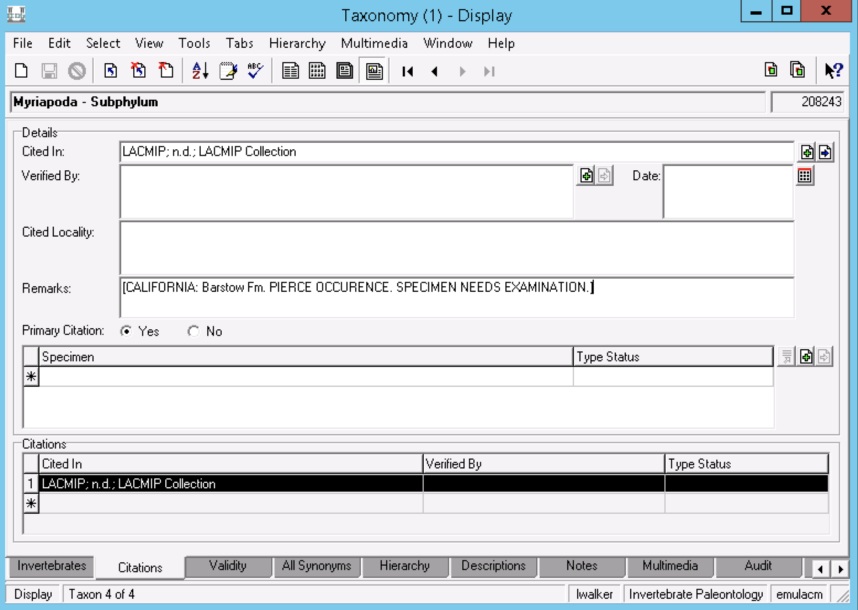 Taxonomy (1) - Display
File Edit Select View Tools Tabs Hierarchy Multimedia Window Help
Myriapoda - Subphylum 208243
Details
Cited In: LACMIP; n.d.; LACMIP Collection
Verified By: Date:
Cited Locality:
Remarks: [CALIFORNIA: Barstow Fm. PIERCE OCCURENCE. SPECIMEN NEEDS EXAMINATION.]
Primary Citation: Yes No
Specimen Type Status
Citations
Cited In Verified By Type Status
1 LACMIP; n.d.; LACMIP Collection
Invertebrates Citations Validity All Synonyms Hierarchy Descriptions Notes Multimedia Audit
Display Taxon 4 of 4 lwalker Invertebrate Paleontology emulacm